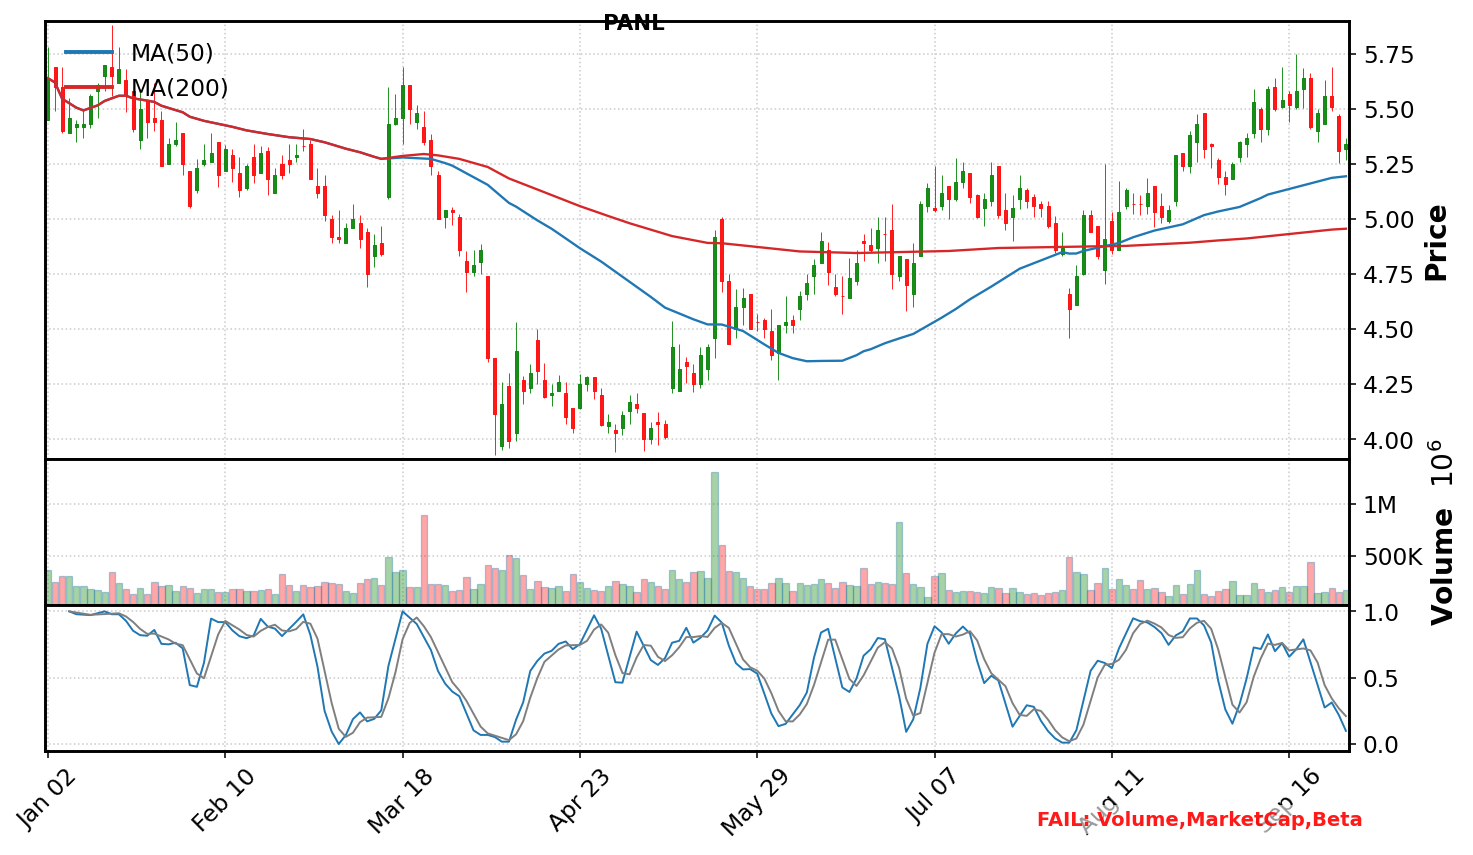 PANL
MA(50)
MA(200)
5.75
5.50
5.25
5.00
4.75
4.50
4.25
4.00
Price
1M
500K
Volume 10^6
1.0
0.5
0.0
Jan 02
Feb 10
Mar 18
Apr 23
May 29
Jul 07
Aug 11
Sep 16
FAIL: Volume,MarketCap,Beta